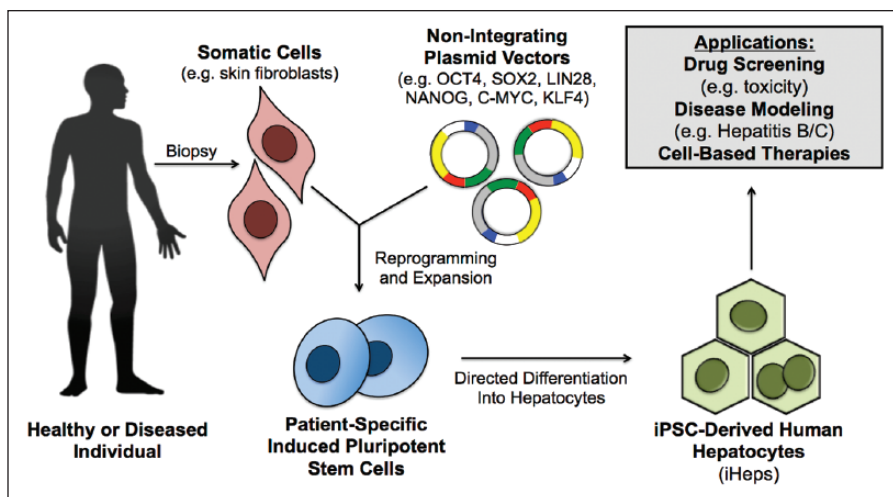 Somatic Cells
(e.g. skin fibroblasts)
Non-Integrating
Plasmid Vectors
(e.g. OCT4, SOX2, LIN28,
NANOG, C-MYC, KLF4)
Applications:
Drug Screening
(e.g. toxicity)
Disease Modeling
(e.g. Hepatitis B/C)
Cell-Based Therapies
Biopsy
Reprogramming
and Expansion
Directed Differentiation
Into Hepatocytes
Healthy or Diseased
Individual
Patient-Specific
Induced Pluripotent
Stem Cells
iPSC-Derived Human
Hepatocytes
(iHeps)